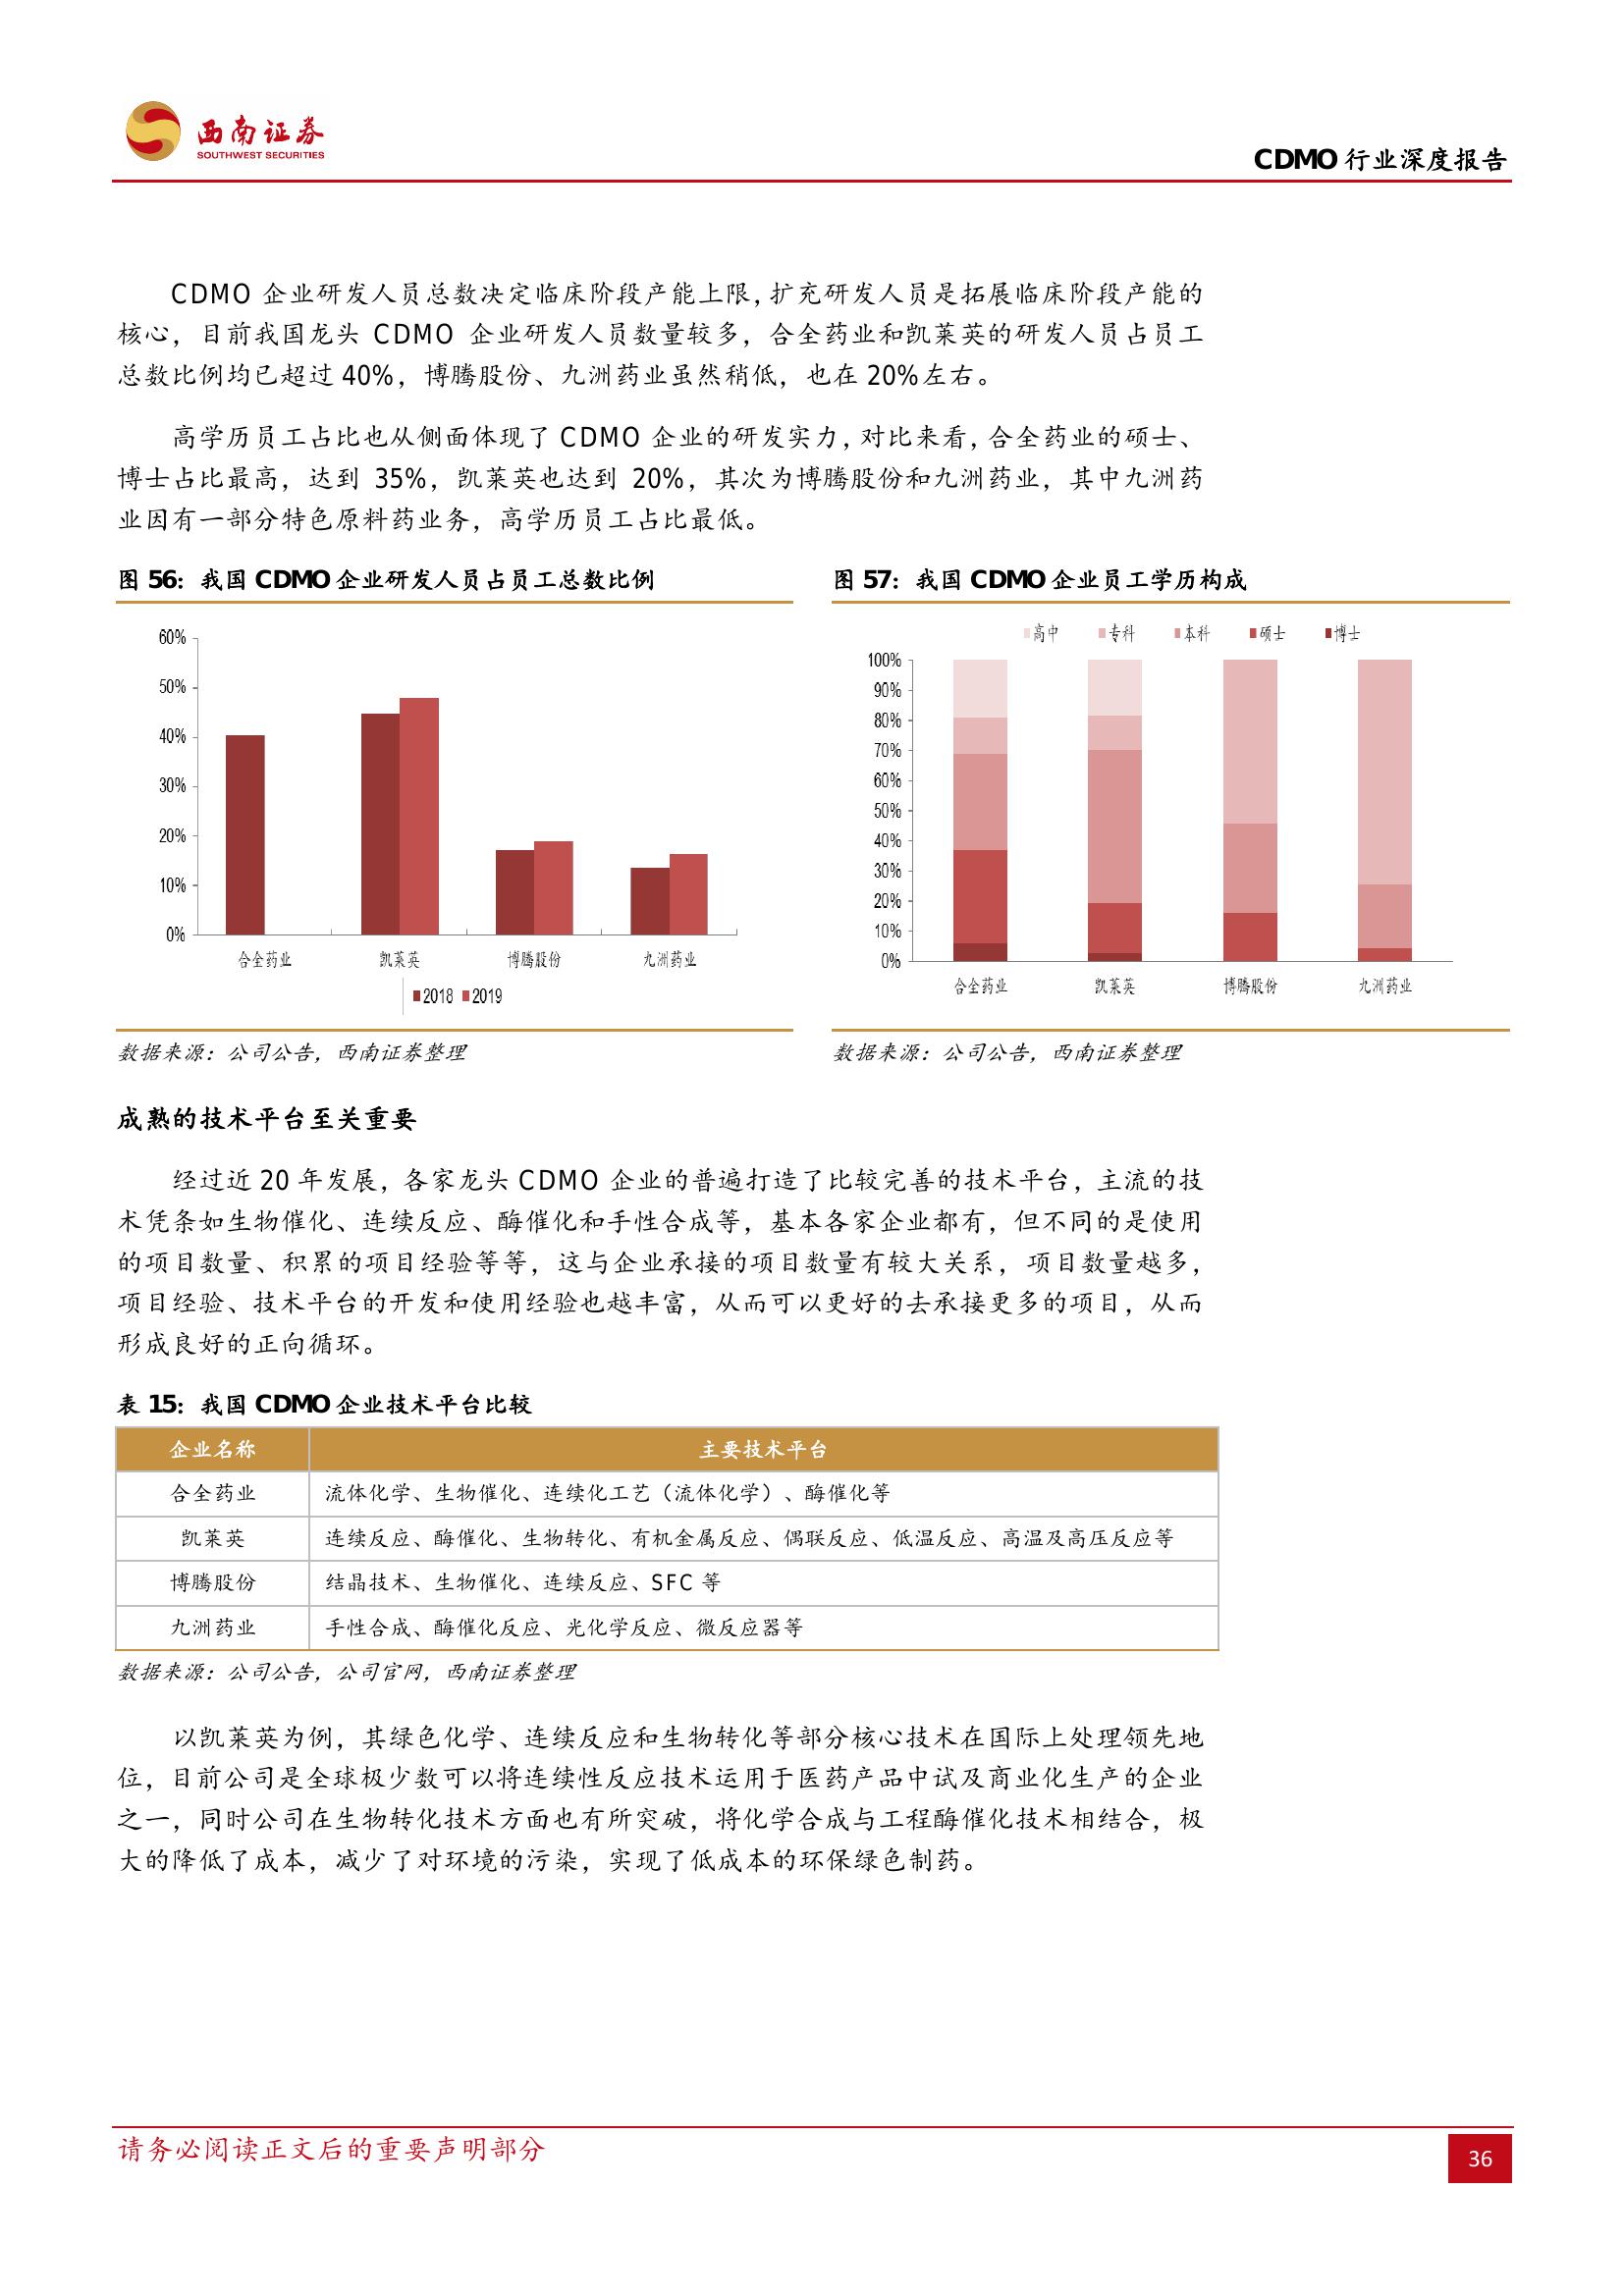 西南证券
SOUTHWEST SECURITIES
CDMO 行业深度报告
CDMO 企业研发人员总数决定临床阶段产能上限，扩充研发人员是拓展临床阶段产能的
核心，目前我国龙头 CDMO 企业研发人员数量较多，合全药业和凯莱英的研发人员占员工
总数比例均已超过 40%，博腾股份、九洲药业虽然稍低，也在 20%左右。
高学历员工占比也从侧面体现了 CDMO 企业的研发实力，对比来看，合全药业的硕士、
博士占比最高，达到 35%，凯莱英也达到 20%，其次为博腾股份和九洲药业，其中九洲药
业因有一部分特色原料药业务，高学历员工占比最低。
图 56：我国 CDMO 企业研发人员占员工总数比例
60%
50%
40%
30%
20%
10%
0%
合全药业 凯莱英 博腾股份 九洲药业
2018 2019
数据来源：公司公告，西南证券整理
图 57：我国 CDMO 企业员工学历构成
高中 专科 本科 硕士 博士
100%
90%
80%
70%
60%
50%
40%
30%
20%
10%
0%
合全药业 凯莱英 博腾股份 九洲药业
数据来源：公司公告，西南证券整理
成熟的技术平台至关重要
经过近 20 年发展，各家龙头 CDMO 企业的普遍打造了比较完善的技术平台，主流的技
术凭条如生物催化、连续反应、酶催化和手性合成等，基本各家企业都有，但不同的是使用
的项目数量、积累的项目经验等等，这与企业承接的项目数量有较大关系，项目数量越多，
项目经验、技术平台的开发和使用经验也越丰富，从而可以更好的去承接更多的项目，从而
形成良好的正向循环。
表 15：我国 CDMO 企业技术平台比较
企业名称 主要技术平台
合全药业 流体化学、生物催化、连续化工艺（流体化学）、酶催化等
凯莱英 连续反应、酶催化、生物转化、有机金属反应、偶联反应、低温反应、高温及高压反应等
博腾股份 结晶技术、生物催化、连续反应、SFC 等
九洲药业 手性合成、酶催化反应、光化学反应、微反应器等
数据来源：公司公告，公司官网，西南证券整理
以凯莱英为例，其绿色化学、连续反应和生物转化等部分核心技术在国际上处理领先地
位，目前公司是全球极少数可以将连续性反应技术运用于医药产品中试及商业化生产的企业
之一，同时公司在生物转化技术方面也有所突破，将化学合成与工程酶催化技术相结合，极
大的降低了成本，减少了对环境的污染，实现了低成本的环保绿色制药。
请务必阅读正文后的重要声明部分
36